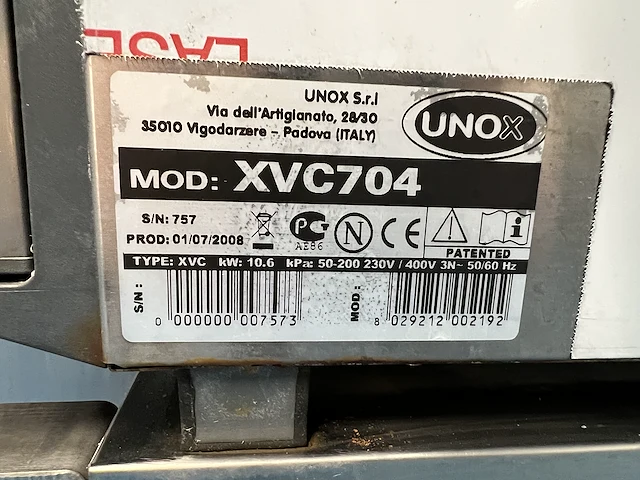 UNOX S.r.l
Via dell'Artigianato, 28/30
35010 Vigodarzere - Padova (ITALY)
UNOX
MOD: XVC704
S/N: 757
PROD: 01/07/2008
PG
AE86
N
CE
i
PATENTED
TYPE: XVC kW: 10.6 kPa: 50-200 230V / 400V 3N~ 50/60 Hz
S/N:
0 000000 007573
MOD:
8 029212 002192